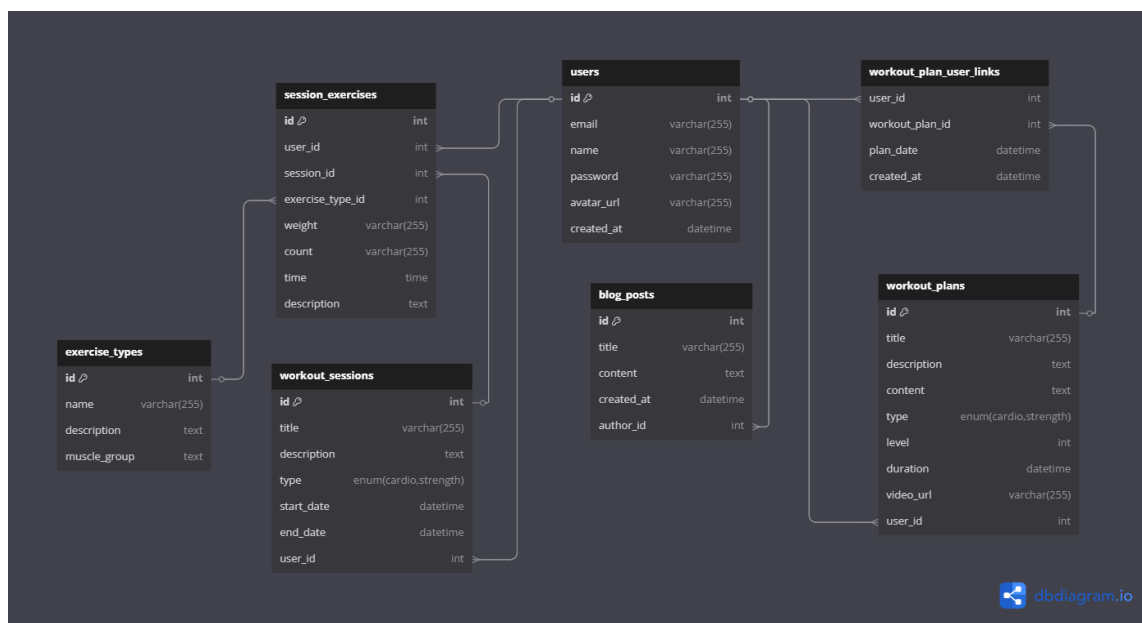 session_exercises
id int
user_id int
session_id int
exercise_type_id int
weight varchar(255)
count varchar(255)
time time
description text
exercise_types
id int
name varchar(255)
description text
muscle_group text
workout_sessions
id int
title varchar(255)
description text
type enum(cardio,strength)
start_date datetime
end_date datetime
user_id int
users
id int
email varchar(255)
name varchar(255)
password varchar(255)
avatar_url varchar(255)
created_at datetime
blog_posts
id int
title varchar(255)
content text
created_at datetime
author_id int
workout_plan_user_links
user_id int
workout_plan_id int
plan_date datetime
created_at datetime
workout_plans
id int
title varchar(255)
description text
content text
type enum(cardio,strength)
level int
duration datetime
video_url varchar(255)
user_id int
dbdiagram.io